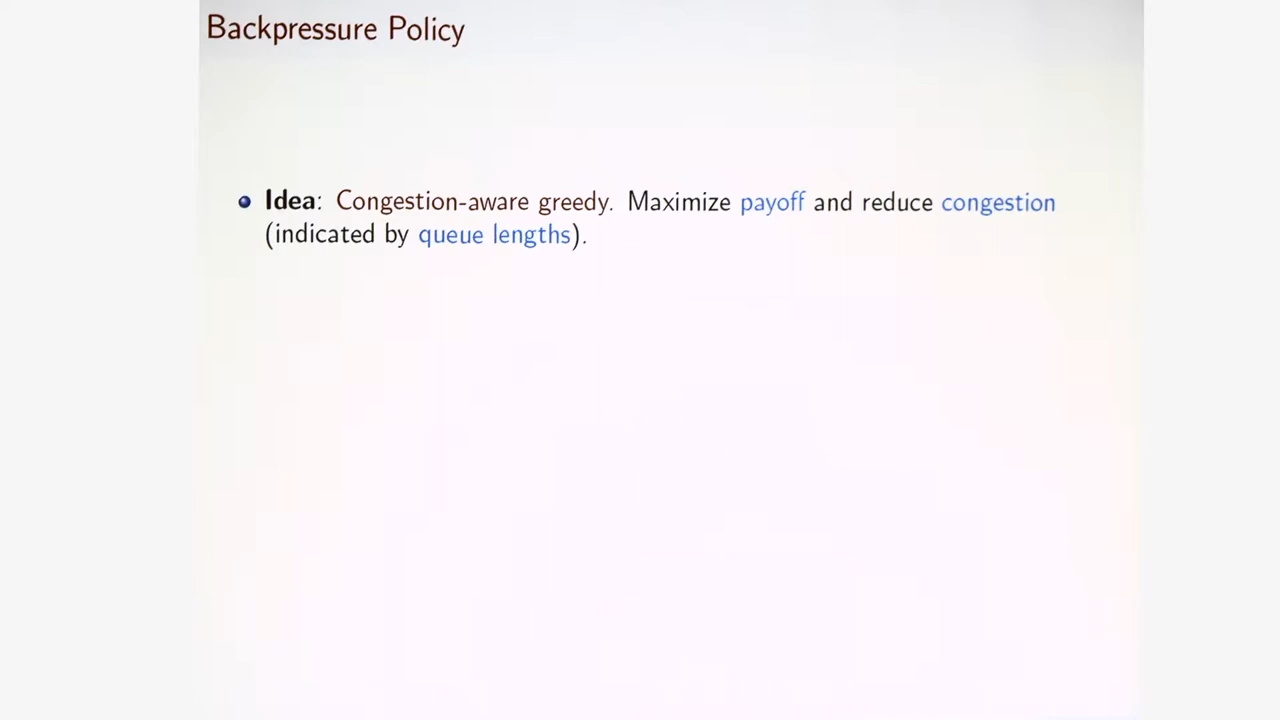 Backpressure Policy
Idea: Congestion-aware greedy. Maximize payoff and reduce congestion
(indicated by queue lengths).